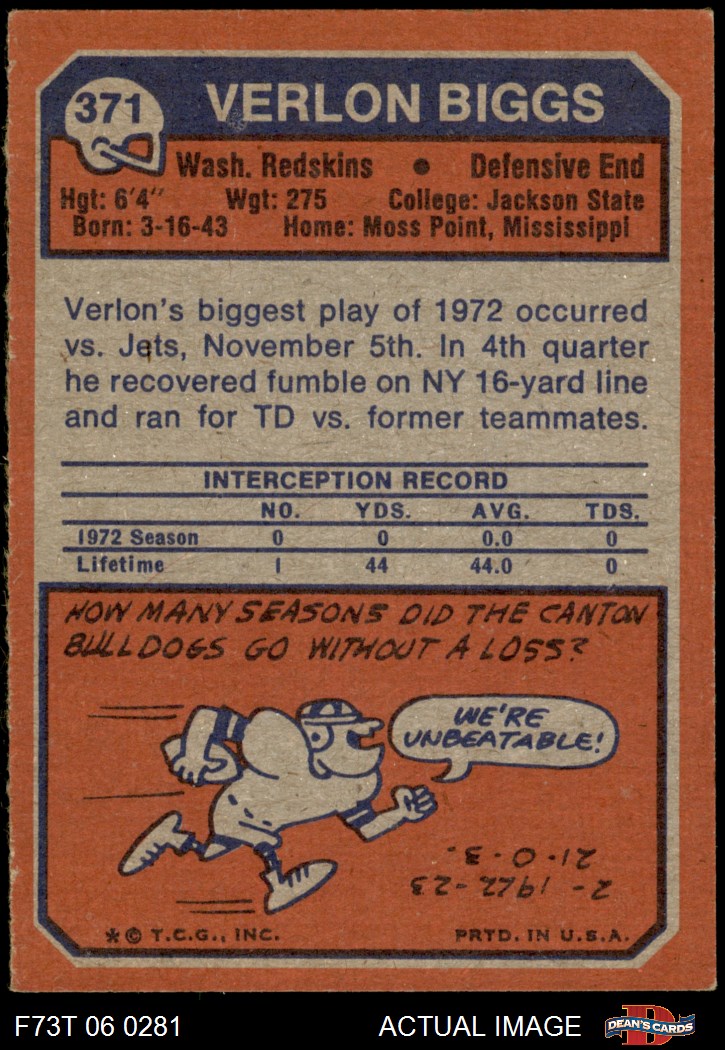 371
VERLON BIGGS
Wash. Redskins • Defensive End
Hgt: 6'4" Wgt: 275 College: Jackson State
Born: 3-16-43 Home: Moss Point, Mississippi
Verlon's biggest play of 1972 occurred
vs. Jets, November 5th. In 4th quarter
he recovered fumble on NY 16-yard line
and ran for TD vs. former teammates.
INTERCEPTION RECORD
NO. YDS. AVG. TDS.
1972 Season 0 0 0.0 0
Lifetime 1 44 44.0 0
HOW MANY SEASONS DID THE CANTON
BULLDOGS GO WITHOUT A LOSS?
WE'RE
UNBEATABLE!
2 - 1922-23 -
21-0-3.
* © T.C.G., INC. PRTD. IN U.S.A.
F73T 06 0281 ACTUAL IMAGE
D
DEAN'S CARDS